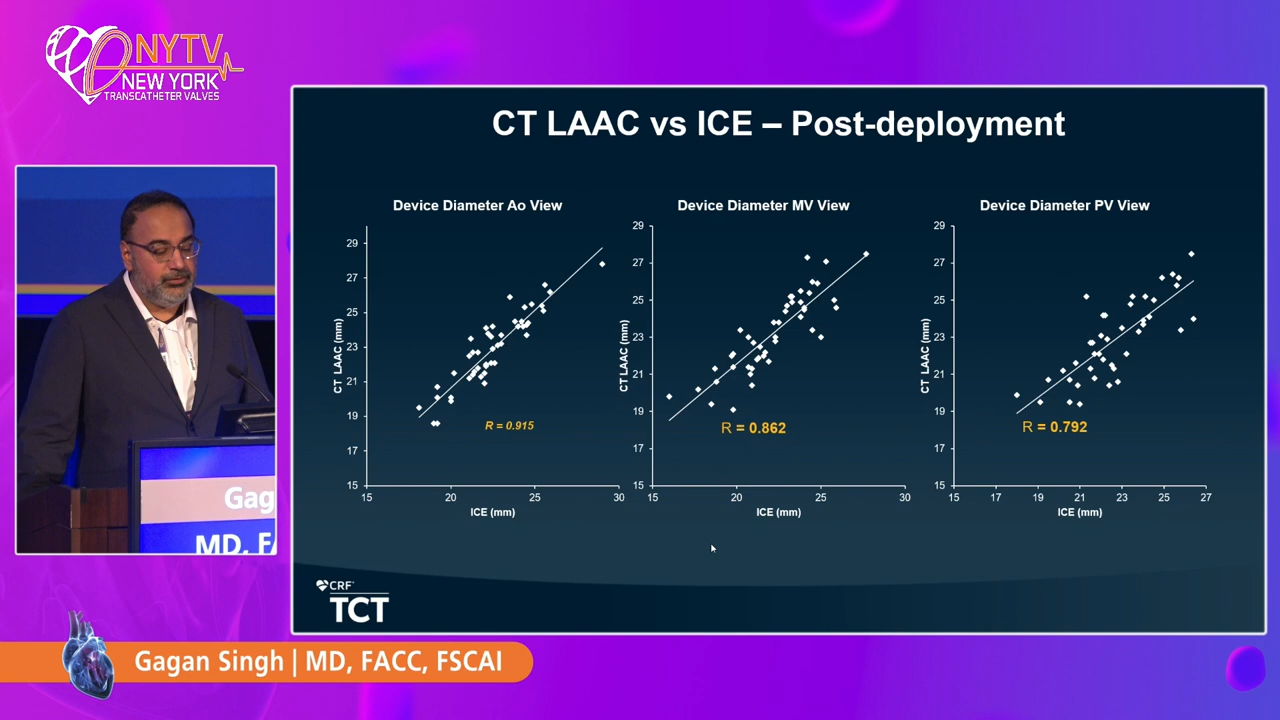 NYTV
NEW YORK
TRANSCATHETER VALVES
CT LAAC vs ICE – Post-deployment
Device Diameter Ao View
CT LAAC (mm)
29
27
25
23
21
19
17
15
15
20
25
30
ICE (mm)
R = 0.915
Device Diameter MV View
CT LAAC (mm)
29
27
25
23
21
19
17
15
15
20
25
30
ICE (mm)
R = 0.862
Device Diameter PV View
CT LAAC (mm)
29
27
25
23
21
19
17
15
15
17
19
21
23
25
27
ICE (mm)
R = 0.792
CRF
TCT
Gag
MD, FA
Gagan Singh | MD, FACC, FSCAI